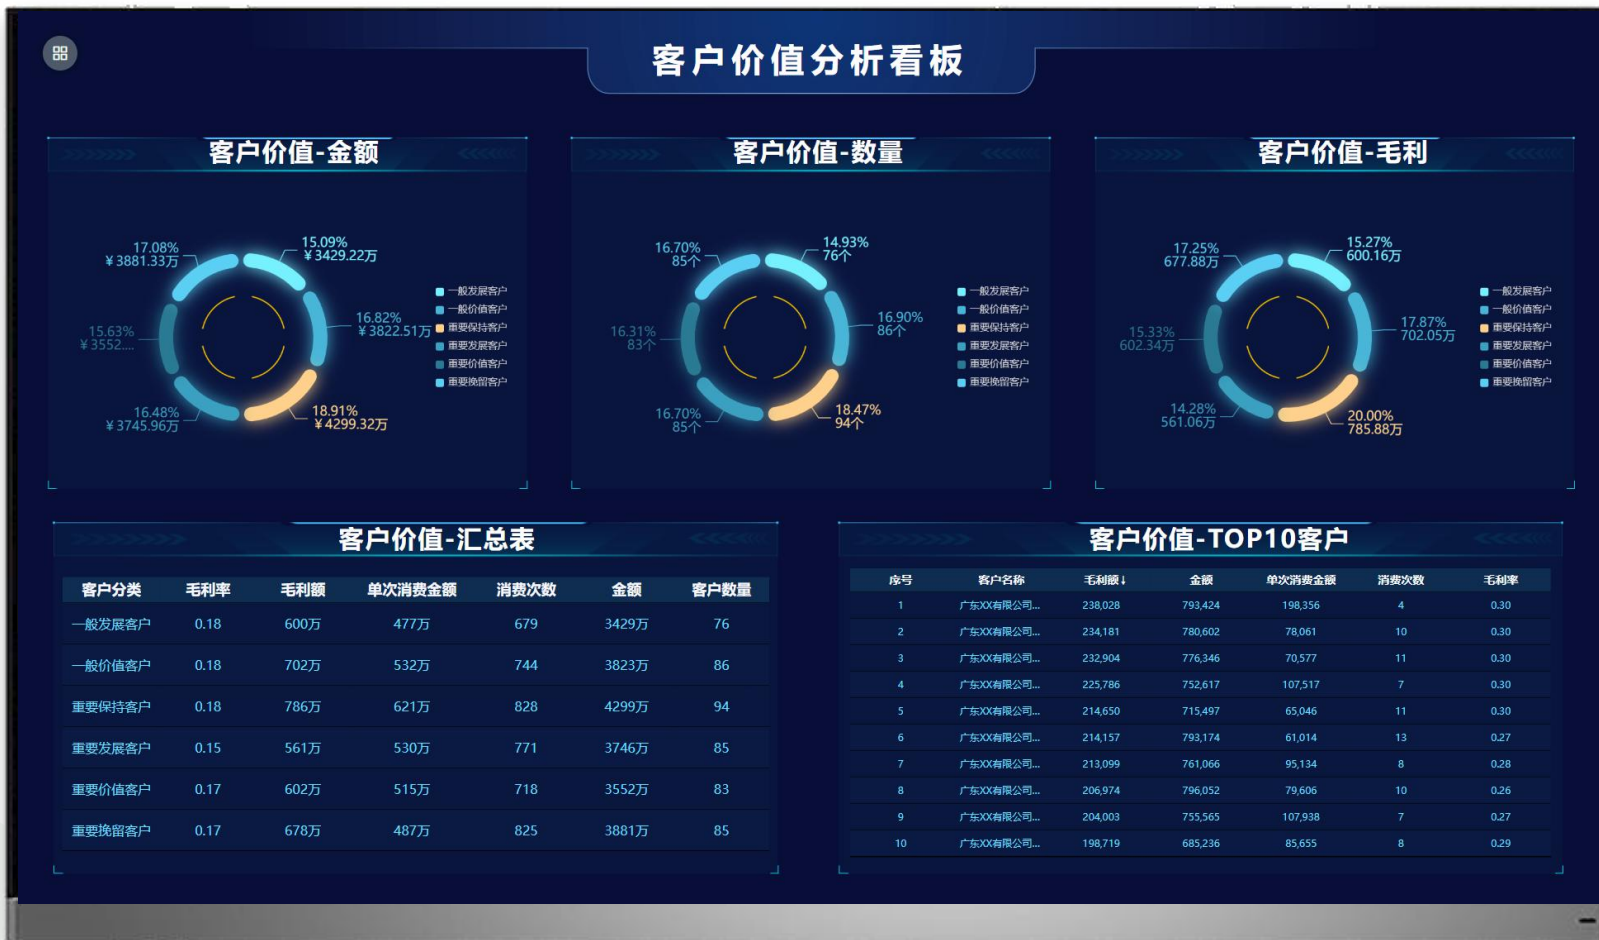 客户价值分析看板
客户价值-金额
17.08%
￥3881.33万
15.09%
￥3429.22万
15.63%
￥3552....
16.82%
￥3822.51万
16.48%
￥3745.96万
18.91%
￥4299.32万
一般发展客户
一般价值客户
重要保持客户
重要发展客户
重要价值客户
重要挽留客户
客户价值-数量
16.70%
85个
14.93%
76个
16.31%
83个
16.90%
86个
16.70%
85个
18.47%
94个
一般发展客户
一般价值客户
重要保持客户
重要发展客户
重要价值客户
重要挽留客户
客户价值-毛利
17.25%
677.88万
15.27%
600.16万
15.33%
602.34万
17.87%
702.05万
14.28%
561.06万
20.00%
785.88万
一般发展客户
一般价值客户
重要保持客户
重要发展客户
重要价值客户
重要挽留客户
客户价值-汇总表
客户分类 毛利率 毛利额 单次消费金额 消费次数 金额 客户数量
一般发展客户 0.18 600万 477万 679 3429万 76
一般价值客户 0.18 702万 532万 744 3823万 86
重要保持客户 0.18 786万 621万 828 4299万 94
重要发展客户 0.15 561万 530万 771 3746万 85
重要价值客户 0.17 602万 515万 718 3552万 83
重要挽留客户 0.17 678万 487万 825 3881万 85
客户价值-TOP10客户
序号 客户名称 毛利额↓ 金额 单次消费金额 消费次数 毛利率
1 广东XX有限公司... 238,028 793,424 198,356 4 0.30
2 广东XX有限公司... 234,181 780,602 78,061 10 0.30
3 广东XX有限公司... 232,904 776,346 70,577 11 0.30
4 广东XX有限公司... 225,786 752,617 107,517 7 0.30
5 广东XX有限公司... 214,650 715,497 65,046 11 0.30
6 广东XX有限公司... 214,157 793,174 61,014 13 0.27
7 广东XX有限公司... 213,099 761,066 95,134 8 0.28
8 广东XX有限公司... 206,974 796,052 79,606 10 0.26
9 广东XX有限公司... 204,003 755,565 107,938 7 0.27
10 广东XX有限公司... 198,719 685,236 85,655 8 0.29